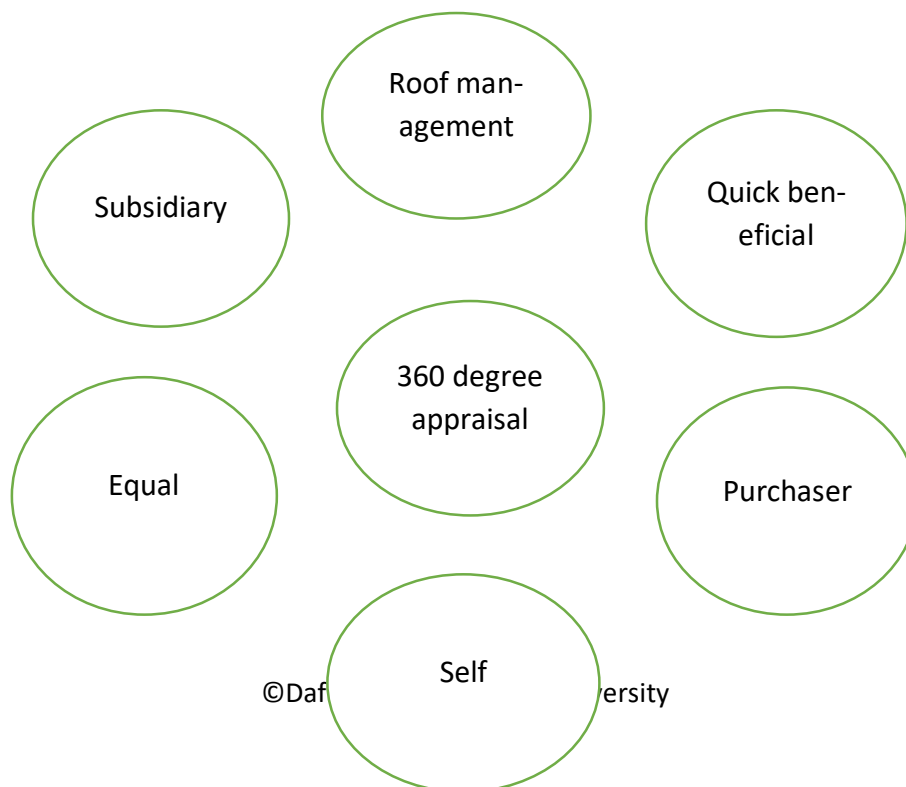 Roof man-
agement
Subsidiary
Quick ben-
eficial
360 degree
appraisal
Equal
Purchaser
Self
©Daf
versity